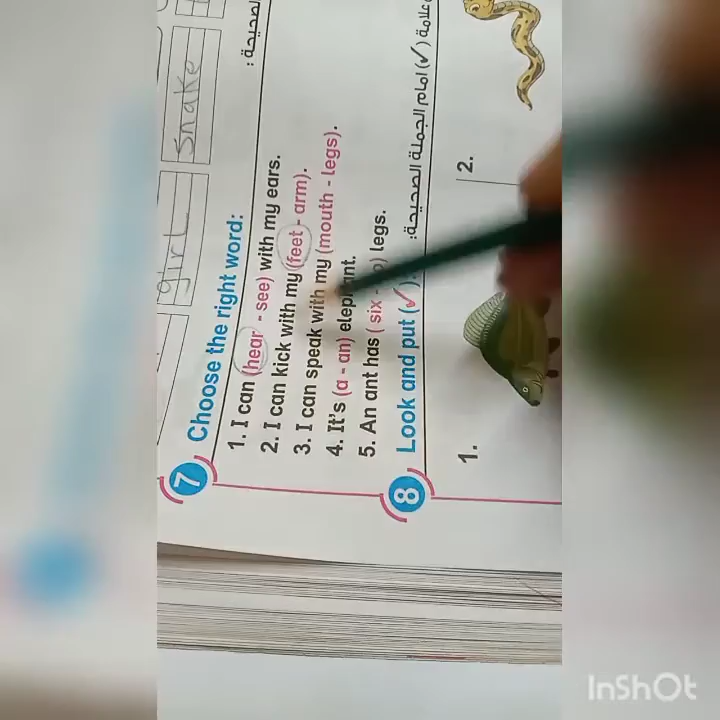 girL
snake
7 Choose the right word:
الصحيحة :
1. I can (hear - see) with my ears.
2. I can kick with my (feet - arm).
3. I can speak with my (mouth - legs).
4. It's (a - an) elephant.
5. An ant has ( six - ) legs.
8 Look and put (✓).
علامة (✓) امام الجملة الصحيحة:
1.
2.
InShOt